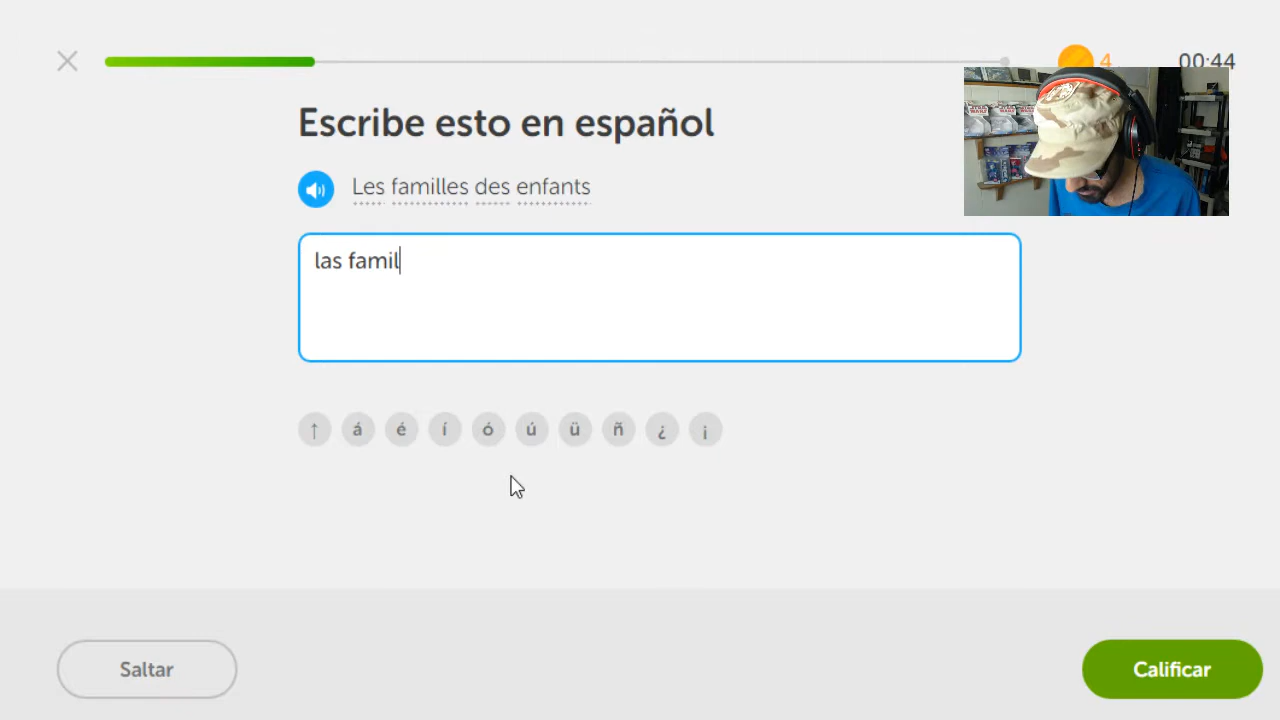 4 00:44
Escribe esto en español
Les familles des enfants
las famil
↑ á é í ó ú ü ñ ¿ ¡
Saltar
Calificar